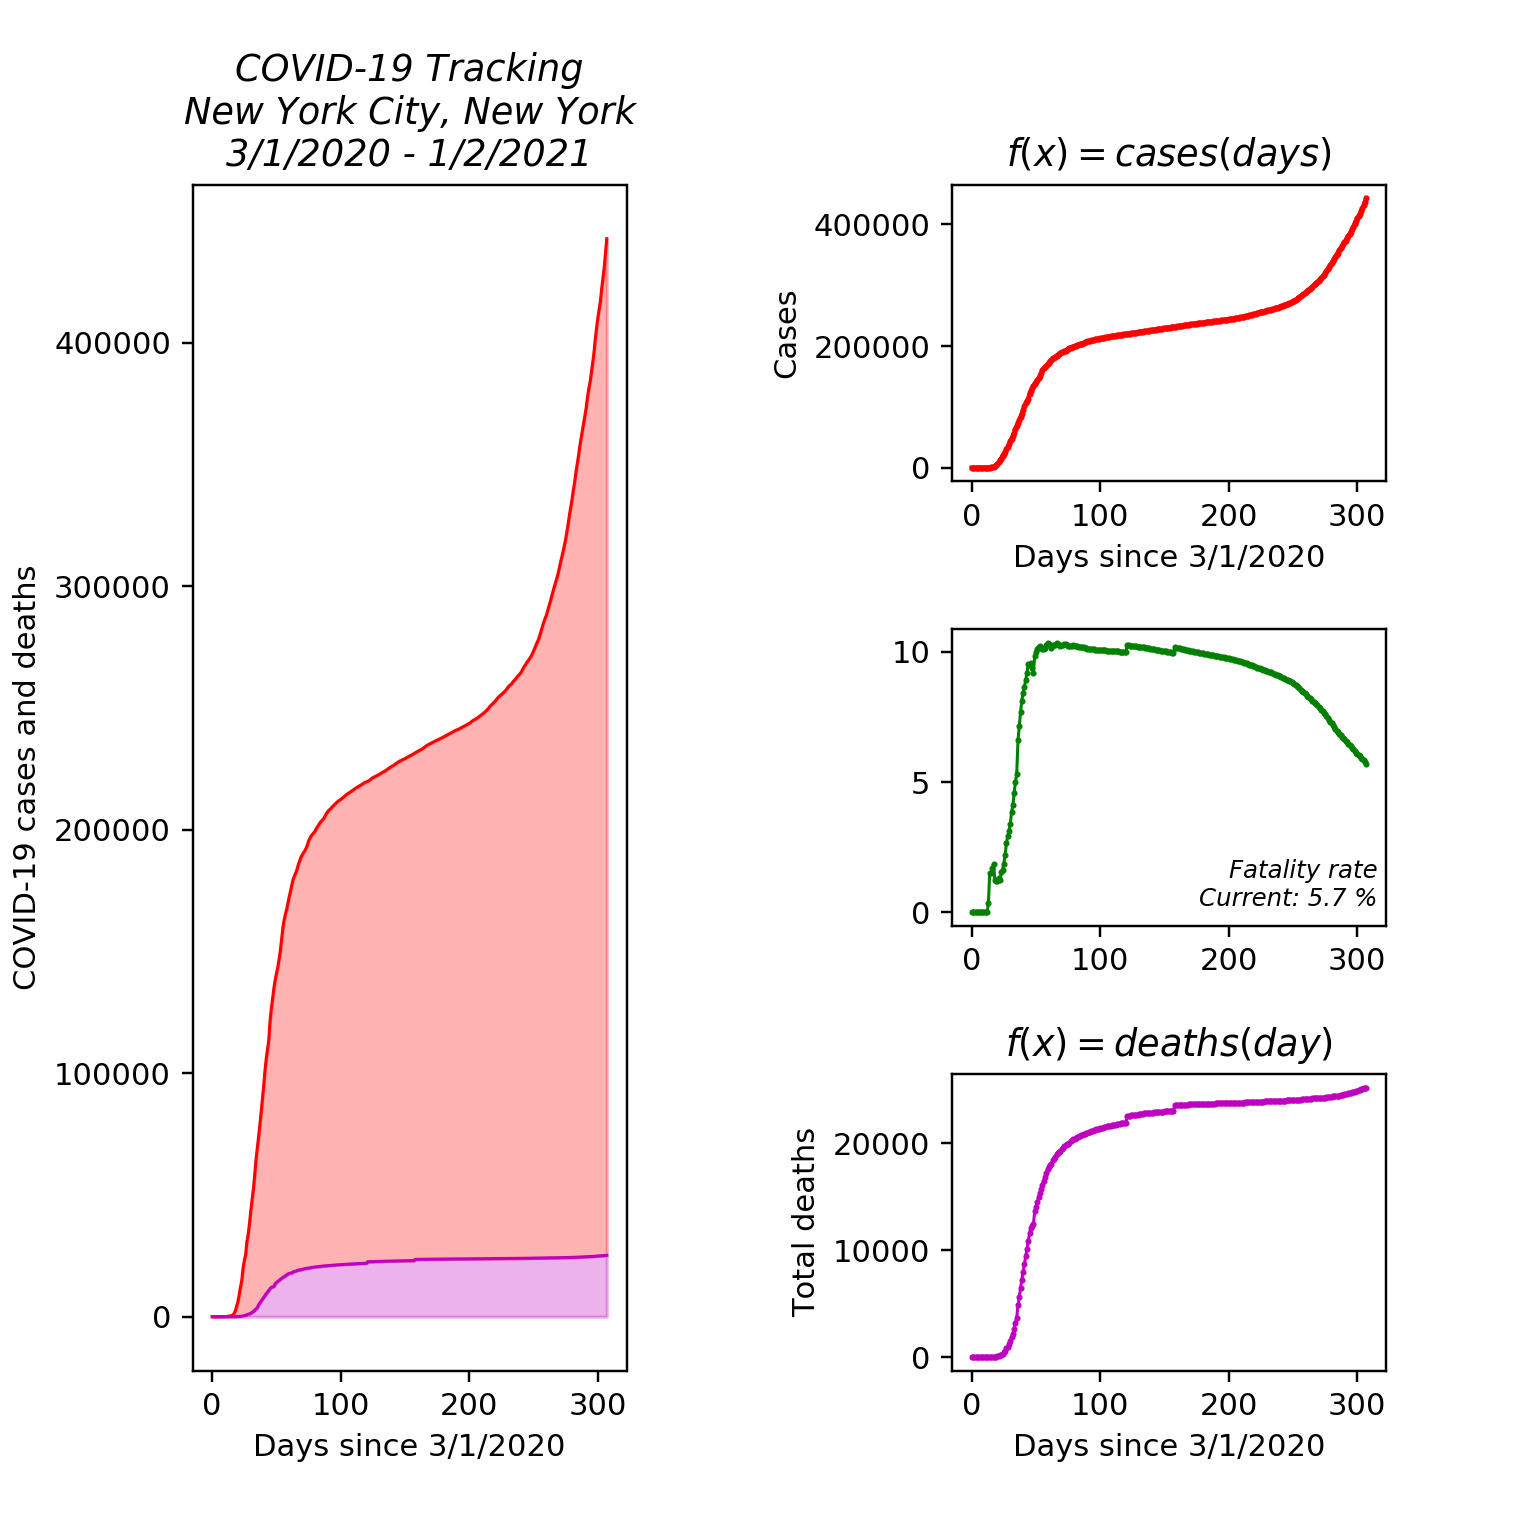 COVID-19 Tracking
New York City, New York
3/1/2020 - 1/2/2021
COVID-19 cases and deaths
400000
300000
200000
100000
0
0 100 200 300
Days since 3/1/2020
f(x) = cases(days)
Cases
400000
200000
0
0 100 200 300
Days since 3/1/2020
10
5
0
Fatality rate
Current: 5.7 %
0 100 200 300
f(x) = deaths(day)
Total deaths
20000
10000
0
0 100 200 300
Days since 3/1/2020